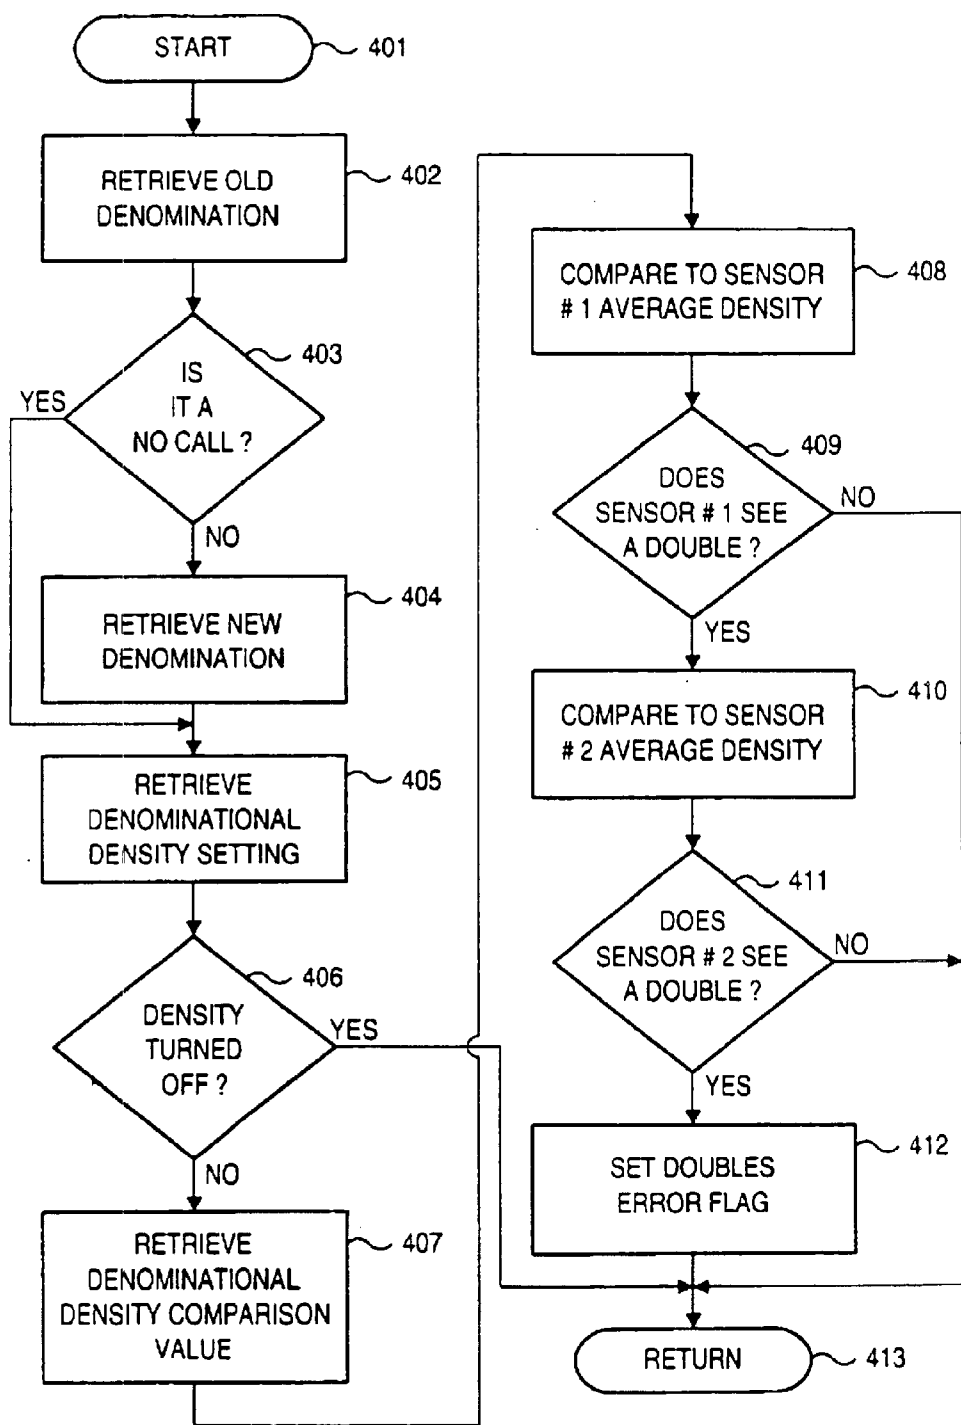 START
401
RETRIEVE OLD
DENOMINATION
402
IS
IT A
NO CALL ?
403
YES
NO
RETRIEVE NEW
DENOMINATION
404
RETRIEVE
DENOMINATIONAL
DENSITY SETTING
405
DENSITY
TURNED
OFF ?
406
YES
NO
RETRIEVE
DENOMINATIONAL
DENSITY COMPARISON
VALUE
407
COMPARE TO SENSOR
# 1 AVERAGE DENSITY
408
DOES
SENSOR # 1 SEE
A DOUBLE ?
409
NO
YES
COMPARE TO SENSOR
# 2 AVERAGE DENSITY
410
DOES
SENSOR # 2 SEE
A DOUBLE ?
411
NO
YES
SET DOUBLES
ERROR FLAG
412
RETURN
413